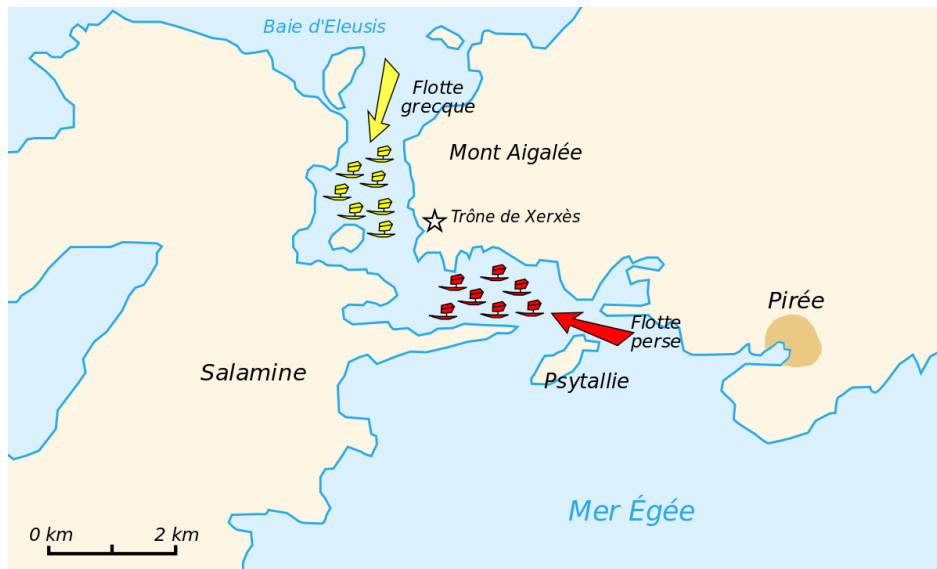 Baie d'Eleusis
Flotte
grecque
Mont Aigalée
Trône de Xerxès
Pirée
Flotte
perse
Salamine
Psytallie
Mer Égée
0 km 2 km